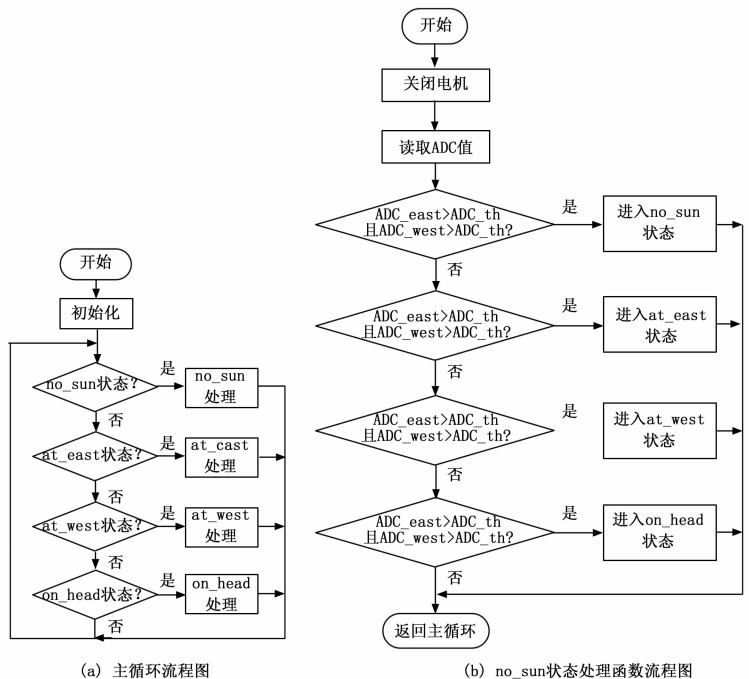 开始
初始化
no_sun状态?
是
no_sun
处理
否
at_east状态?
是
at_cast
处理
否
at_west状态?
是
at_west
处理
否
on_head状态?
是
on_head
处理
否
(a) 主循环流程图
开始
关闭电机
读取ADC值
ADC_east>ADC_th
且ADC_west>ADC_th?
是
进入no_sun
状态
否
ADC_east>ADC_th
且ADC_west>ADC_th?
是
进入at_east
状态
否
ADC_east>ADC_th
且ADC_west>ADC_th?
是
进入at_west
状态
否
ADC_east>ADC_th
且ADC_west>ADC_th?
是
进入on_head
状态
否
返回主循环
(b) no_sun状态处理函数流程图